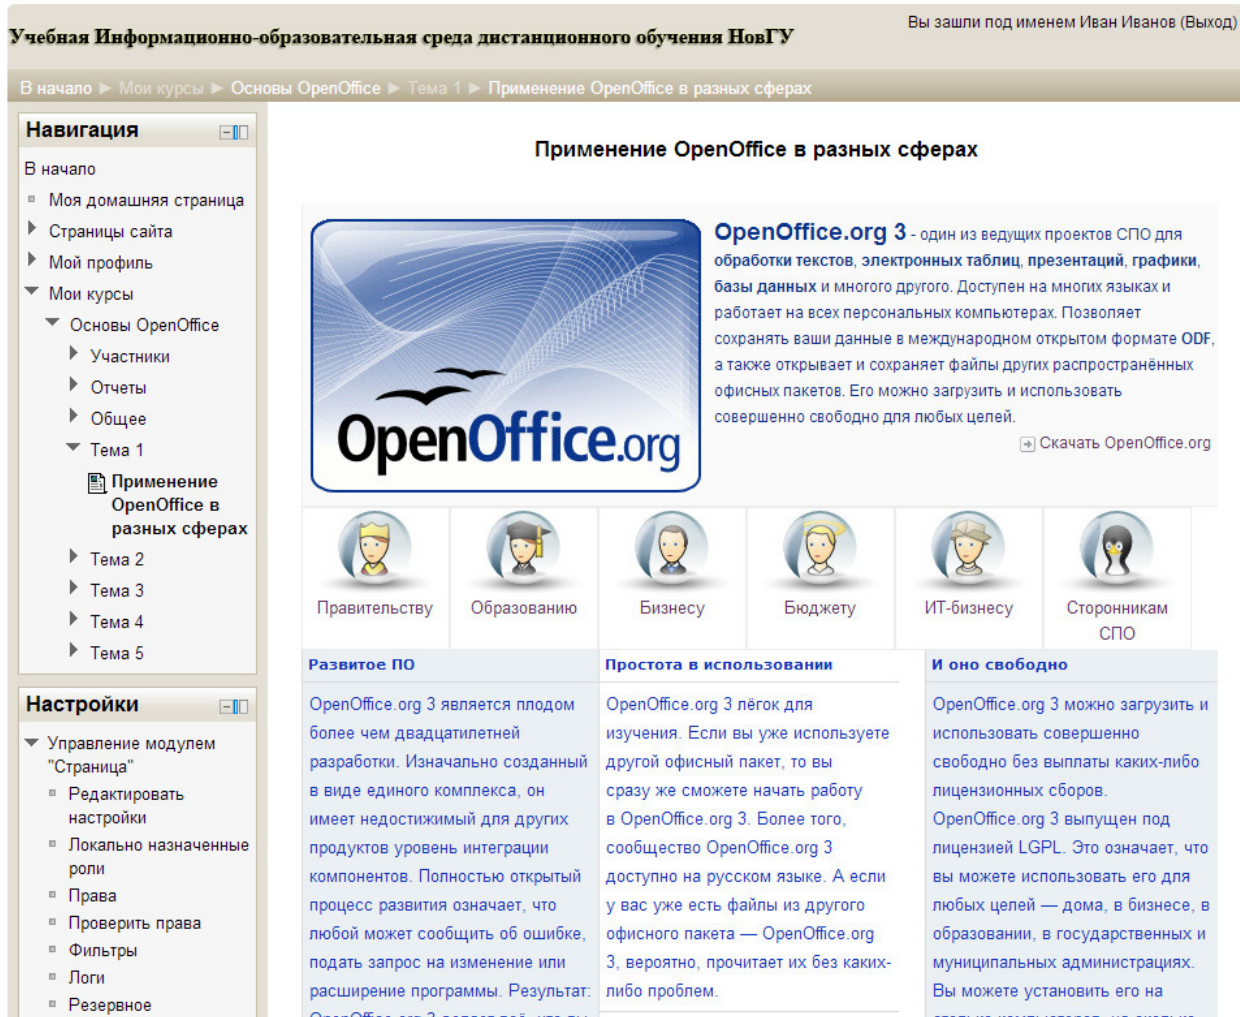 Учебная Информационно-образовательная среда дистанционного обучения НовГУ
Вы зашли под именем Иван Иванов (Выход)
В начало ► Мои курсы ► Основы OpenOffice ► Тема 1 ► Применение OpenOffice в разных сферах
Навигация
В начало
Моя домашняя страница
Страницы сайта
Мой профиль
Мои курсы
Основы OpenOffice
Участники
Отчеты
Общее
Тема 1
Применение
OpenOffice в
разных сферах
Тема 2
Тема 3
Тема 4
Тема 5
Настройки
Управление модулем
"Страница"
Редактировать
настройки
Локально назначенные
роли
Права
Проверить права
Фильтры
Логи
Резервное
Применение OpenOffice в разных сферах
OpenOffice.org
OpenOffice.org 3 - один из ведущих проектов СПО для
обработки текстов, электронных таблиц, презентаций, графики,
базы данных и многого другого. Доступен на многих языках и
работает на всех персональных компьютерах. Позволяет
сохранять ваши данные в международном открытом формате ODF,
а также открывает и сохраняет файлы других распространённых
офисных пакетов. Его можно загрузить и использовать
совершенно свободно для любых целей.
Скачать OpenOffice.org
Правительству
Образованию
Бизнесу
Бюджету
ИТ-бизнесу
Сторонникам
СПО
Развитое ПО
OpenOffice.org 3 является плодом
более чем двадцатилетней
разработки. Изначально созданный
в виде единого комплекса, он
имеет недостижимый для других
продуктов уровень интеграции
компонентов. Полностью открытый
процесс развития означает, что
любой может сообщить об ошибке,
подать запрос на изменение или
расширение программы. Результат:
Простота в использовании
OpenOffice.org 3 лёгок для
изучения. Если вы уже используете
другой офисный пакет, то вы
сразу же сможете начать работу
в OpenOffice.org 3. Более того,
сообщество OpenOffice.org 3
доступно на русском языке. А если
у вас уже есть файлы из другого
офисного пакета — OpenOffice.org
3, вероятно, прочитает их без каких-
либо проблем.
И оно свободно
OpenOffice.org 3 можно загрузить и
использовать совершенно
свободно без выплаты каких-либо
лицензионных сборов.
OpenOffice.org 3 выпущен под
лицензией LGPL. Это означает, что
вы можете использовать его для
любых целей — дома, в бизнесе, в
образовании, в государственных и
муниципальных администрациях.
Вы можете установить его на